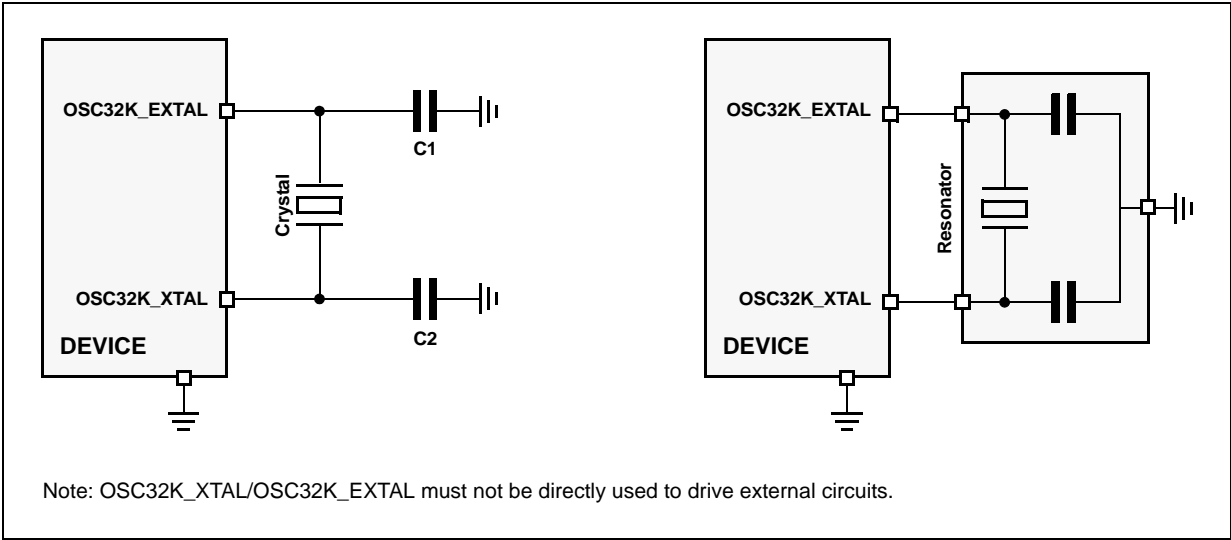 OSC32K_EXTAL
C1
Crystal
OSC32K_XTAL
C2
DEVICE
OSC32K_EXTAL
Resonator
OSC32K_XTAL
DEVICE
Note: OSC32K_XTAL/OSC32K_EXTAL must not be directly used to drive external circuits.